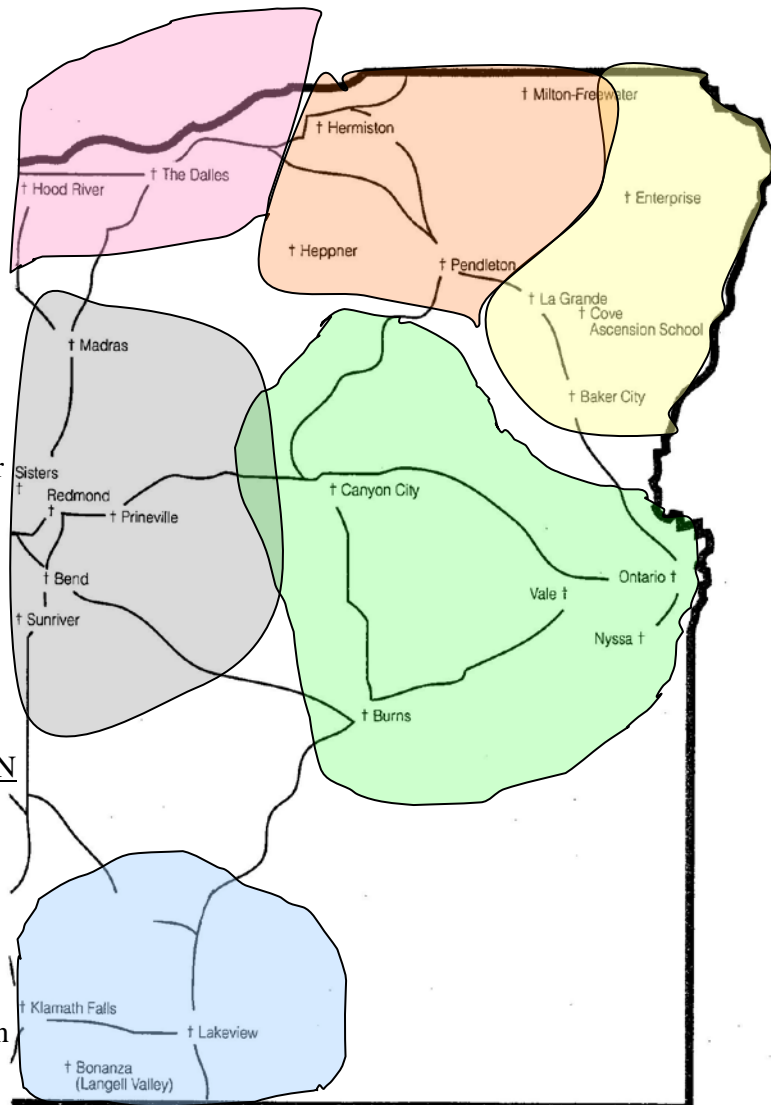 † Milton-Freewater
† Hermiston
† The Dalles
† Hood River
† Enterprise
† Heppner
† Pendleton
† La Grande
† Cove
Ascension School
† Madras
† Baker City
r
Sisters
†
Redmond
†
† Prineville
† Canyon City
† Bend
Ontario †
Vale †
† Sunriver
Nyssa †
† Burns
N
† Klamath Falls
n
† Lakeview
† Bonanza
(Langell Valley)